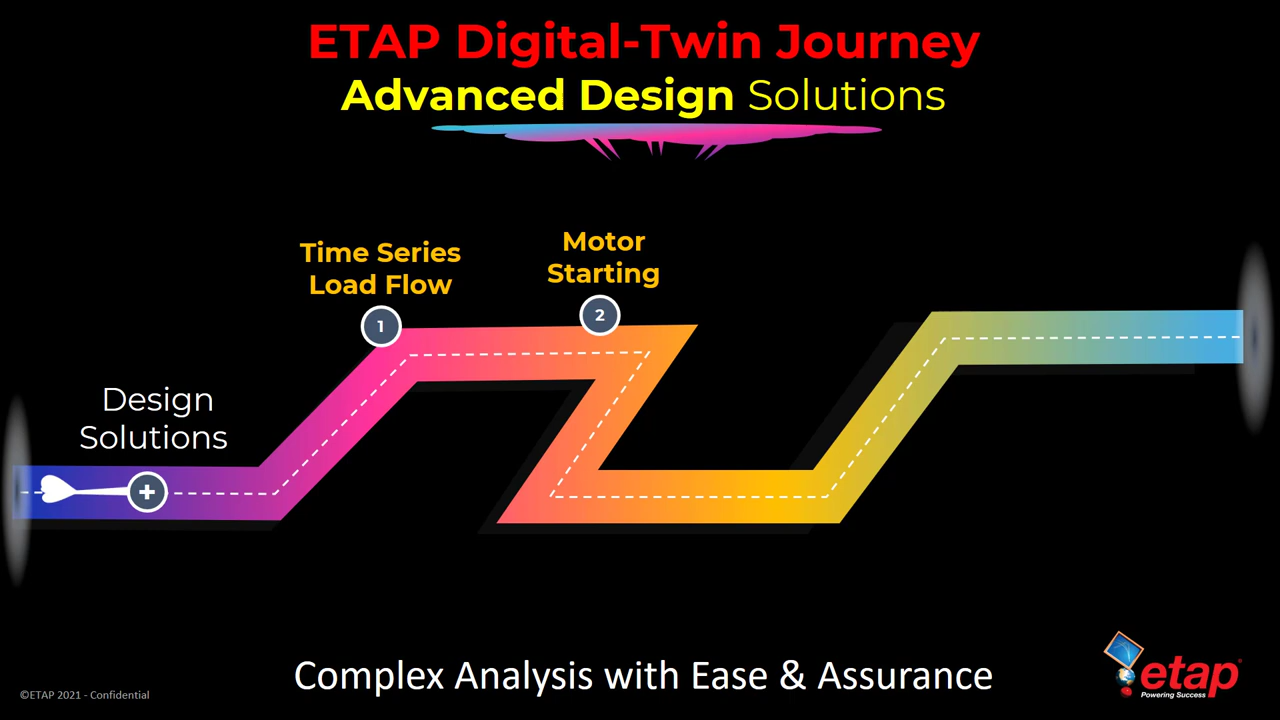 ETAP Digital-Twin Journey
Advanced Design Solutions
Time Series
Load Flow
Motor
Starting
1
2
Design
Solutions
Complex Analysis with Ease & Assurance
©ETAP 2021 - Confidential
etap®
Powering Success